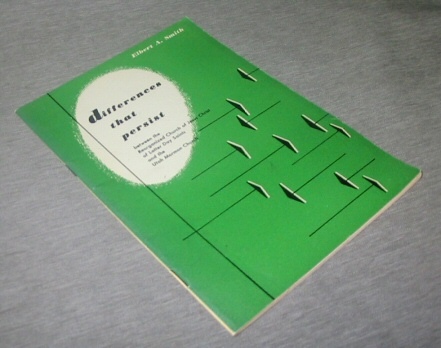 Elbert A. Smith
differences
that
persist
between the
Reorganized Church of Jesus Christ
of Latter Day Saints
and the
Utah Mormon Church